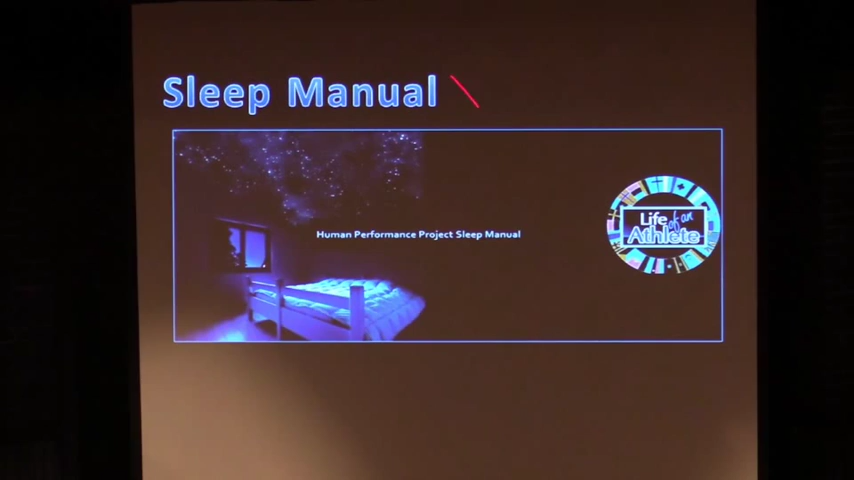 Sleep Manual
Human Performance Project Sleep Manual
Life
of an
Athlete